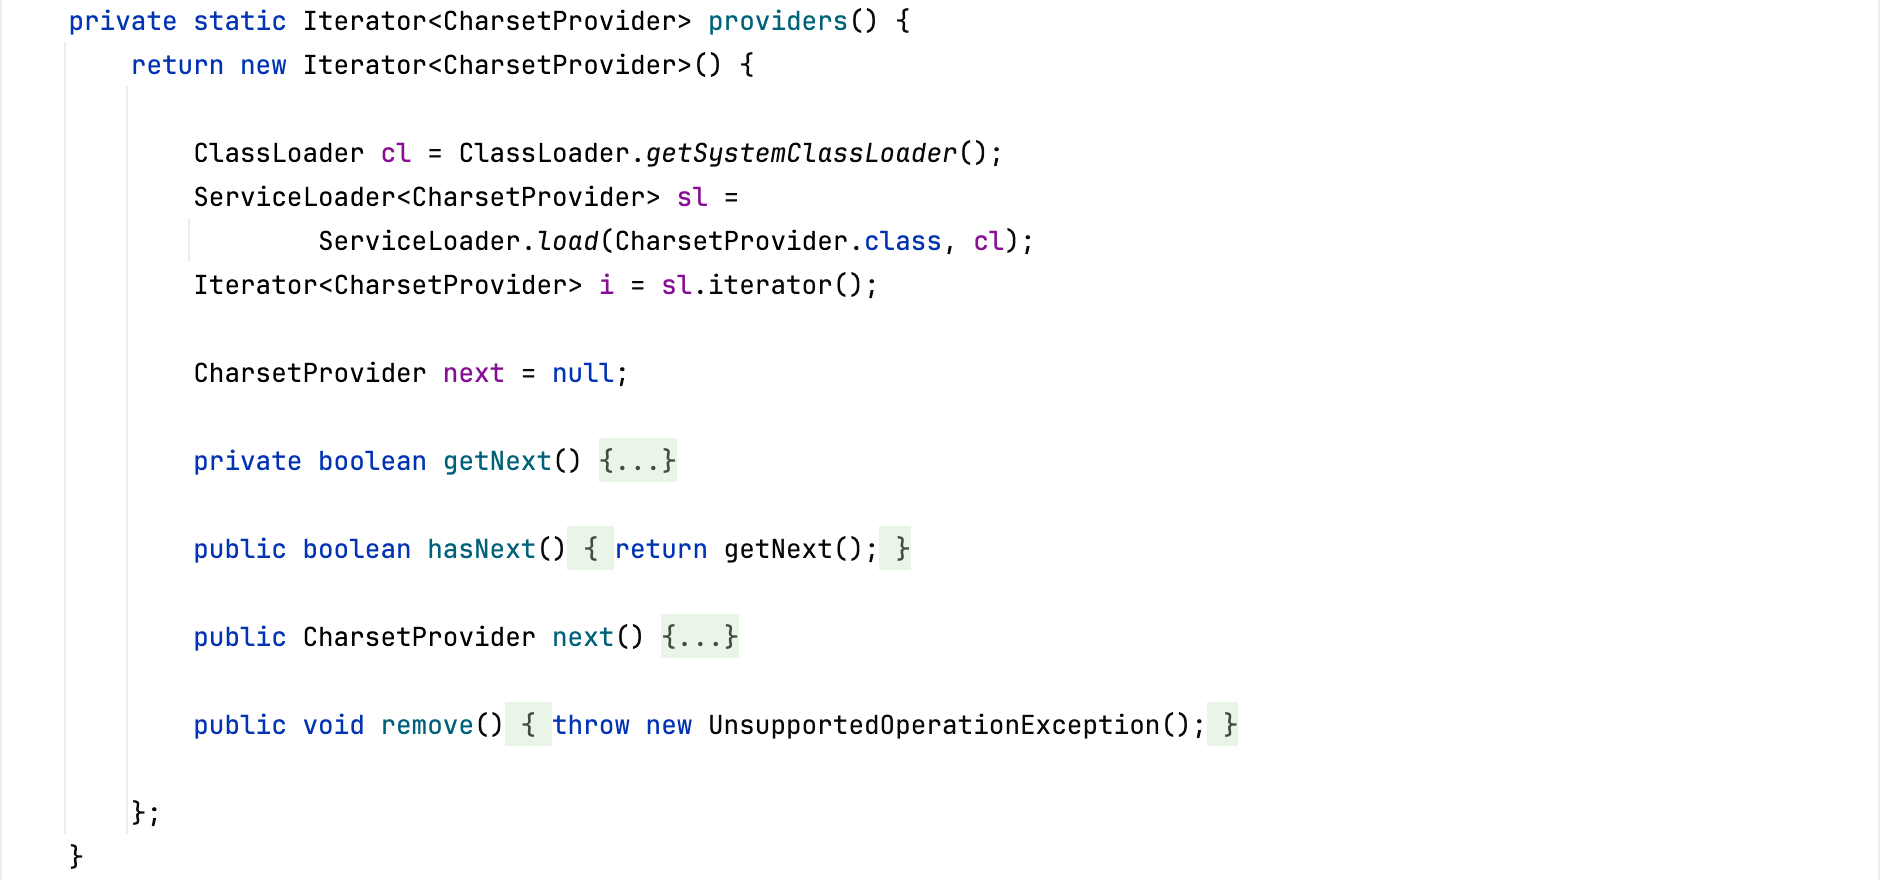 private static Iterator<CharsetProvider> providers() {
return new Iterator<CharsetProvider>() {
ClassLoader cl = ClassLoader.getSystemClassLoader();
ServiceLoader<CharsetProvider> sl =
ServiceLoader.load(CharsetProvider.class, cl);
Iterator<CharsetProvider> i = sl.iterator();
CharsetProvider next = null;
private boolean getNext() {...}
public boolean hasNext() { return getNext(); }
public CharsetProvider next() {...}
public void remove() { throw new UnsupportedOperationException(); }
};
}